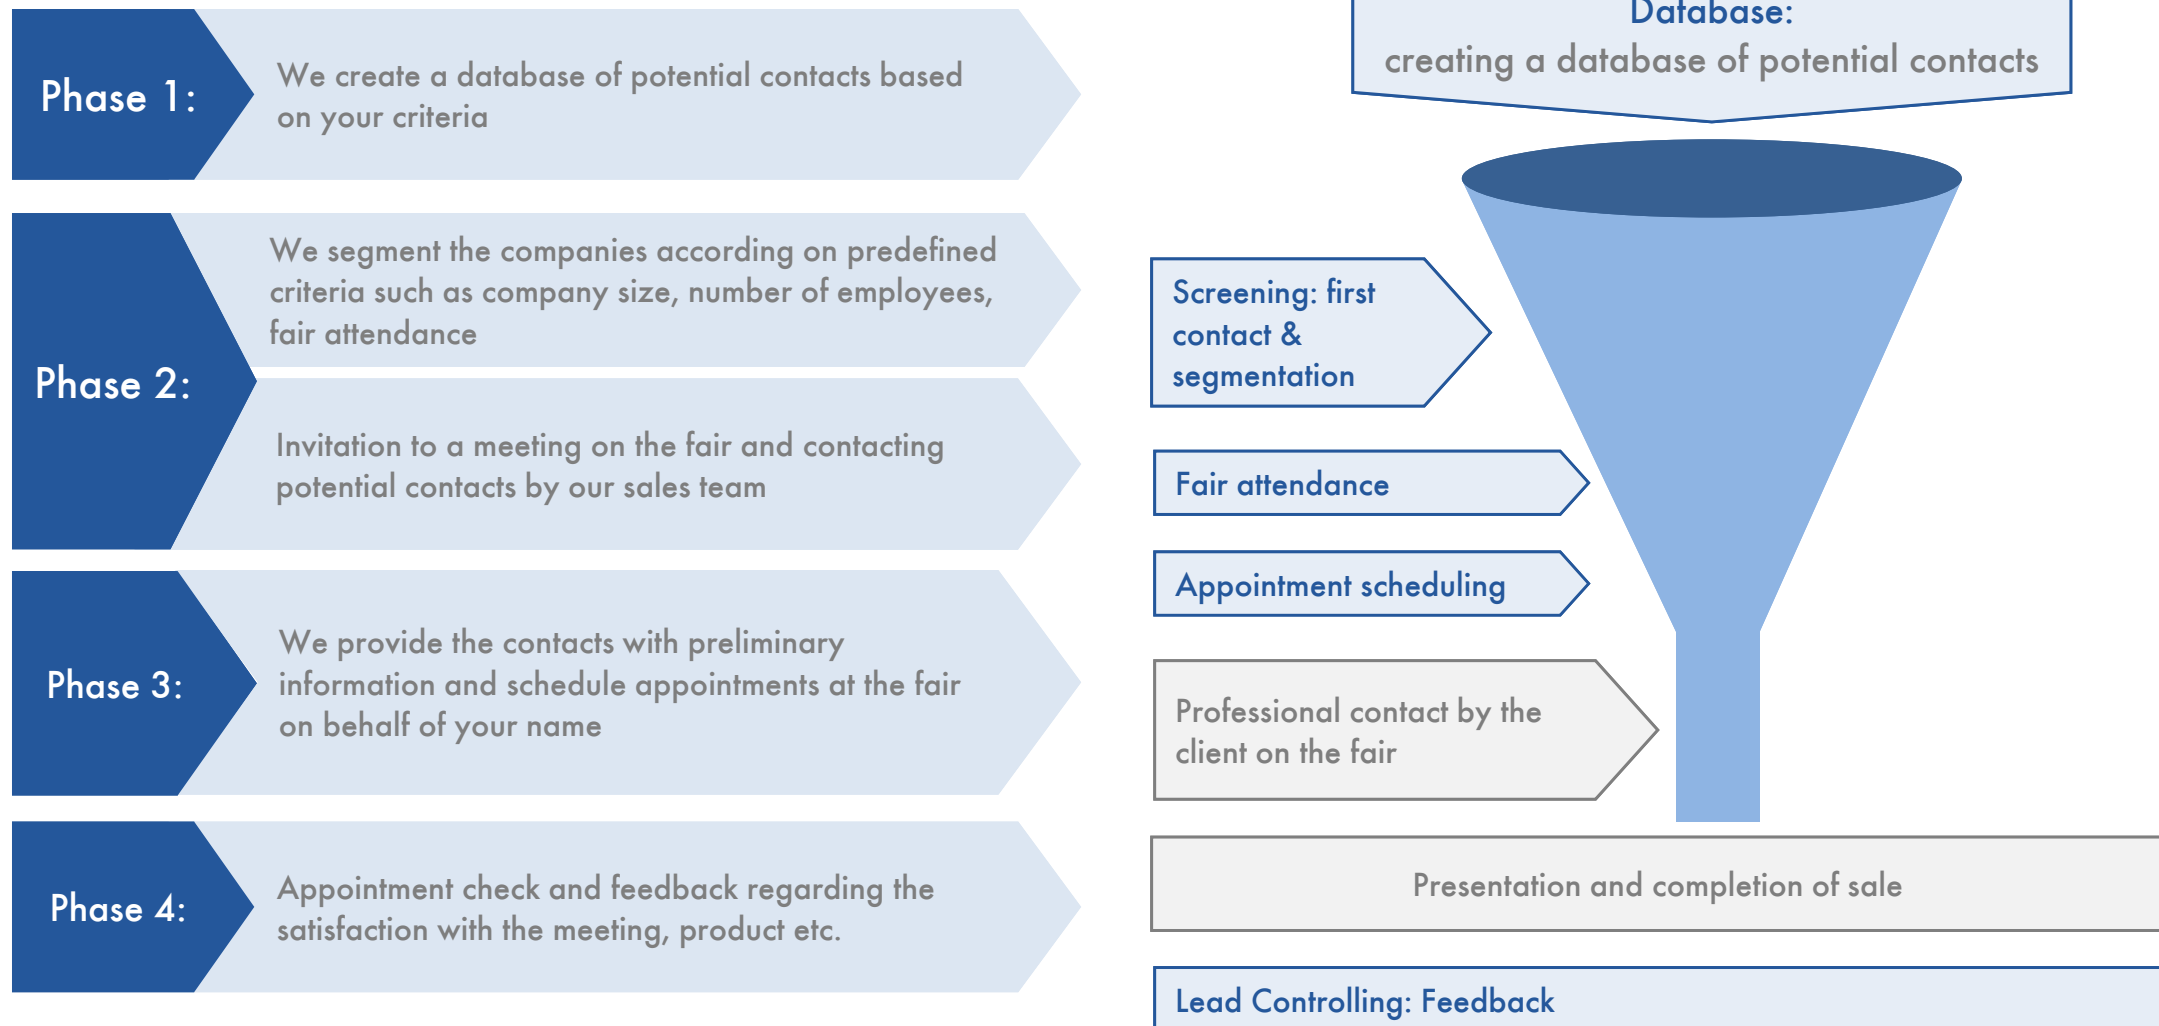 Phase 1:
We create a database of potential contacts based
on your criteria
Phase 2:
We segment the companies according on predefined
criteria such as company size, number of employees,
fair attendance
Invitation to a meeting on the fair and contacting
potential contacts by our sales team
Phase 3:
We provide the contacts with preliminary
information and schedule appointments at the fair
on behalf of your name
Phase 4:
Appointment check and feedback regarding the
satisfaction with the meeting, product etc.
Database:
creating a database of potential contacts
Screening: first
contact &
segmentation
Fair attendance
Appointment scheduling
Professional contact by the
client on the fair
Presentation and completion of sale
Lead Controlling: Feedback